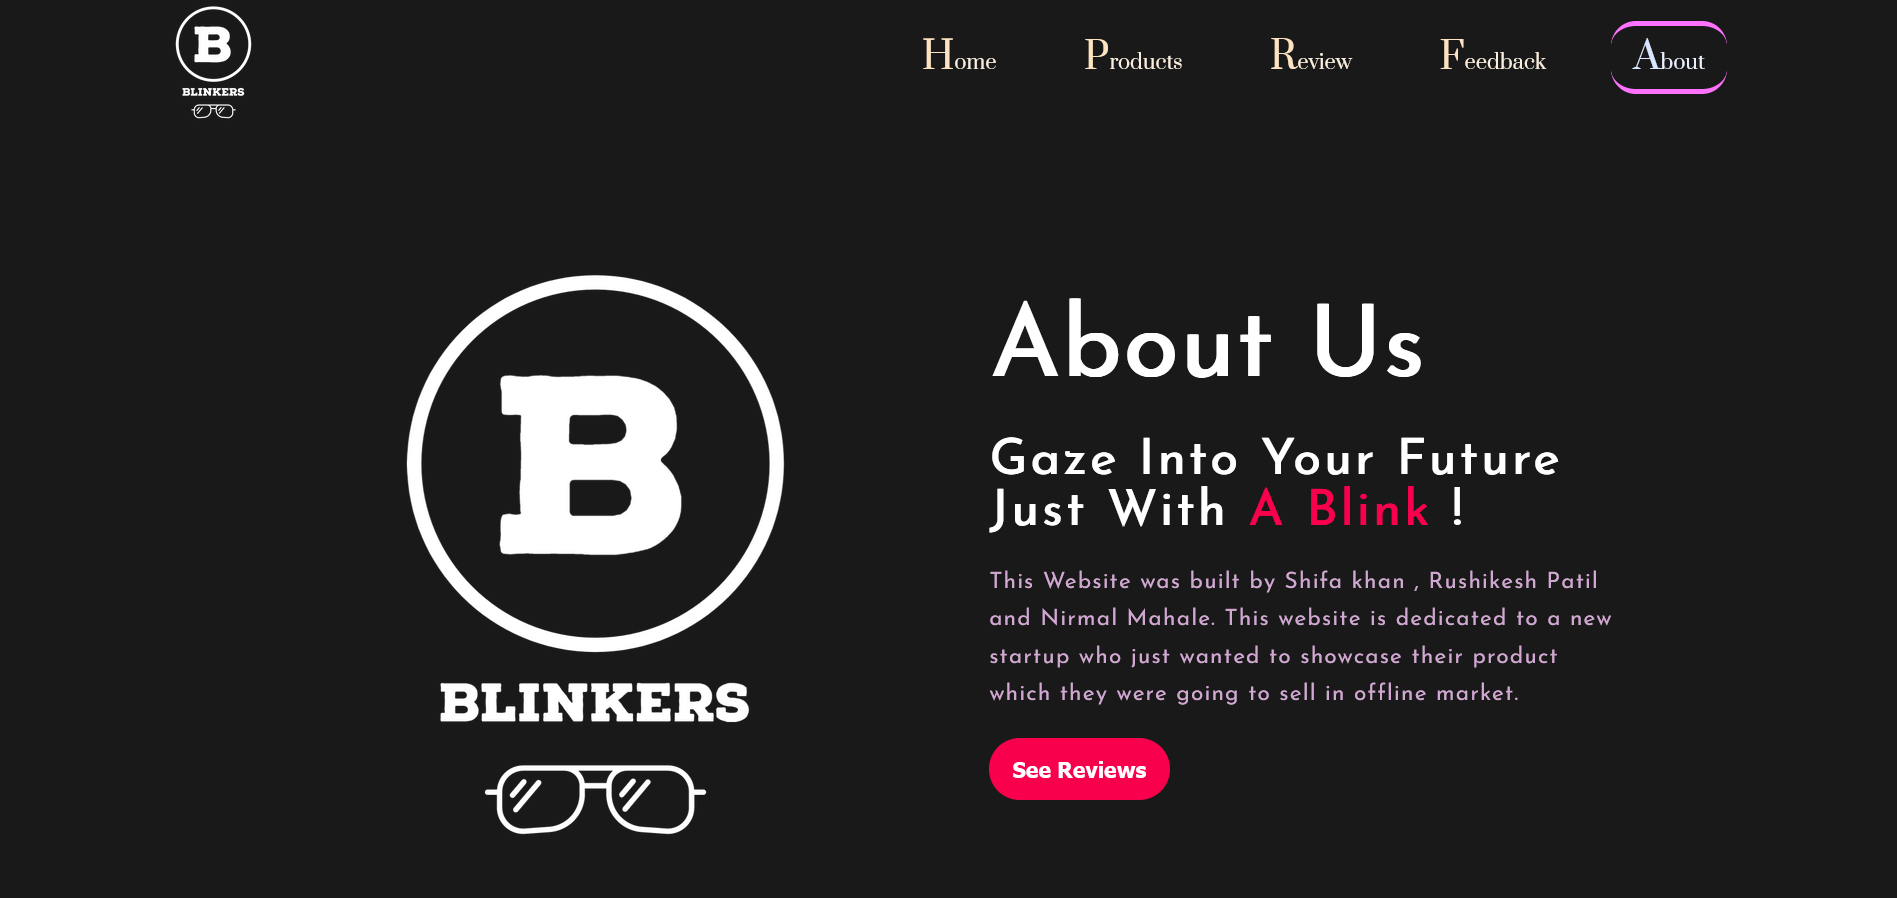 B
BLINKERS
Home Products Review Feedback About
B
BLINKERS
About Us
Gaze Into Your Future
Just With A Blink !
This Website was built by Shifa khan , Rushikesh Patil
and Nirmal Mahale. This website is dedicated to a new
startup who just wanted to showcase their product
which they were going to sell in offline market.
See Reviews